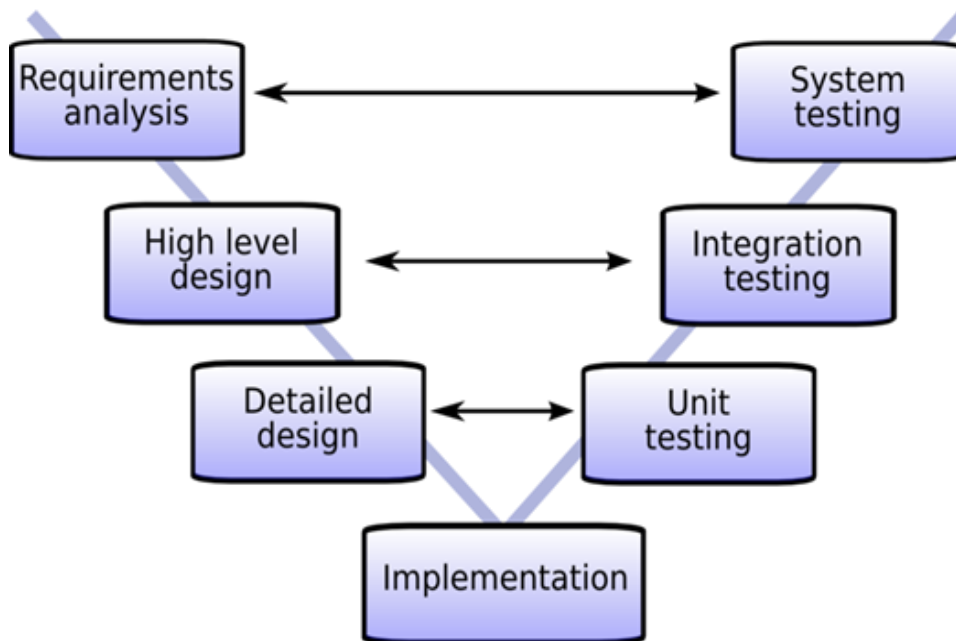 Requirements
analysis
System
testing
High level
design
Integration
testing
Detailed
design
Unit
testing
Implementation